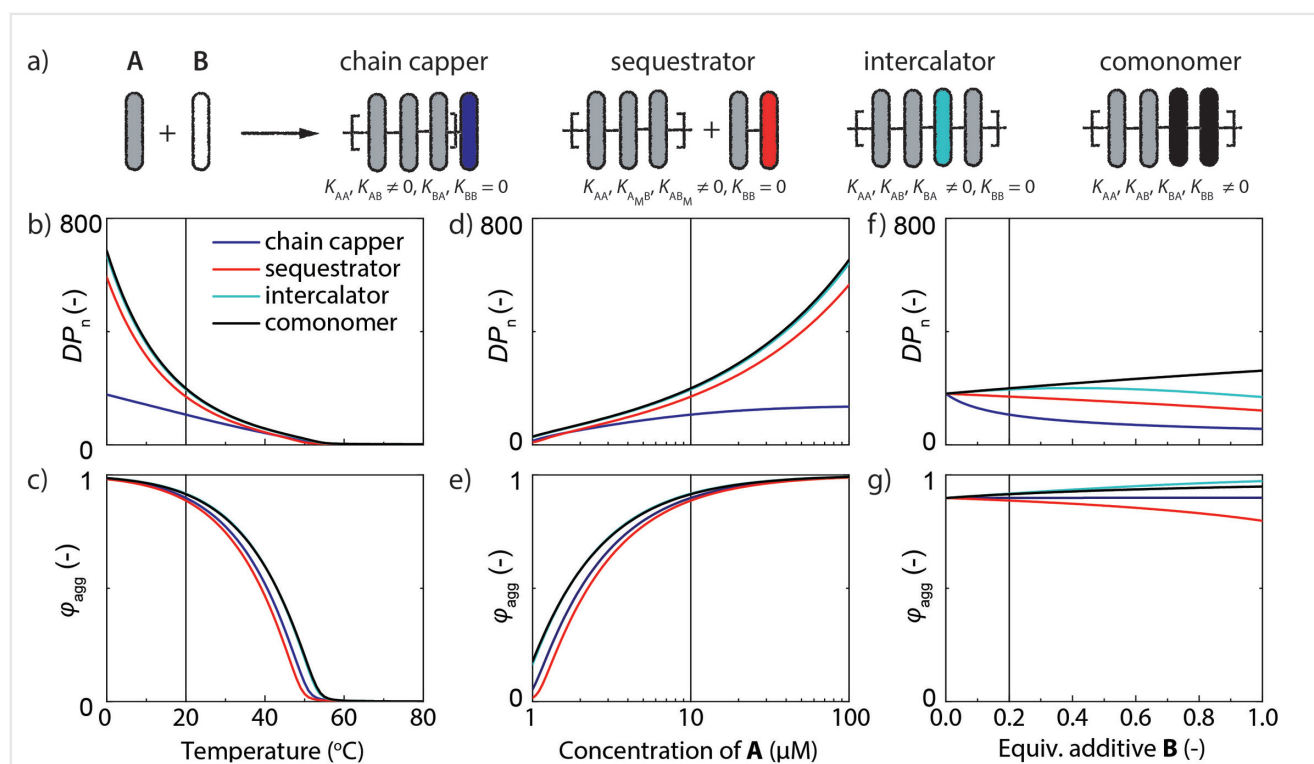 a)
A
B
+
chain capper
sequestrator
intercalator
comonomer
+
K_AA, K_AB ≠ 0, K_BA, K_BB = 0
K_AA, K_A_MB, K_AB_M ≠ 0, K_BB = 0
K_AA, K_AB, K_BA ≠ 0, K_BB = 0
K_AA, K_AB, K_BA, K_BB ≠ 0
b)
800
DP_n (-)
0
chain capper
sequestrator
intercalator
comonomer
d)
800
DP_n (-)
0
f)
800
DP_n (-)
0
c)
1
φ_agg (-)
0
0
20
40
60
80
Temperature (°C)
e)
1
φ_agg (-)
0
1
10
100
Concentration of A (μM)
g)
1
φ_agg (-)
0
0.0
0.2
0.4
0.6
0.8
1.0
Equiv. additive B (-)